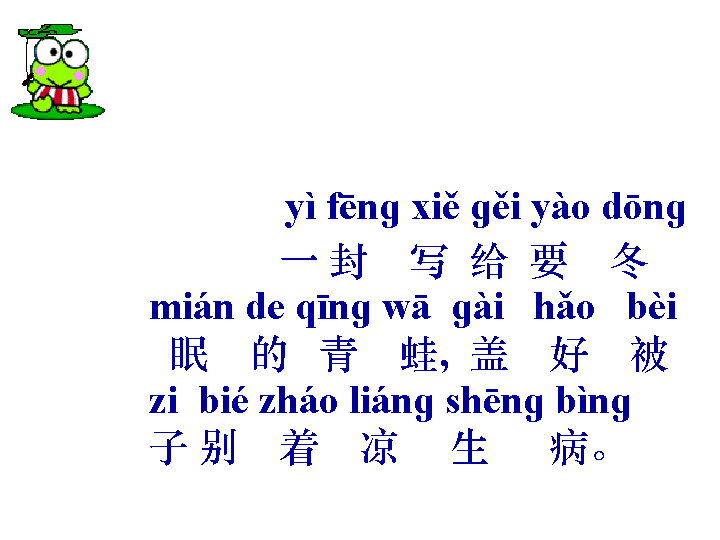 yì fēng xiě gěi yào dōng
一封 写 给 要 冬
mián de qīng wā gài hǎo bèi
眠 的 青 蛙, 盖 好 被
zi bié zháo liáng shēng bìng
子 别 着 凉 生 病。